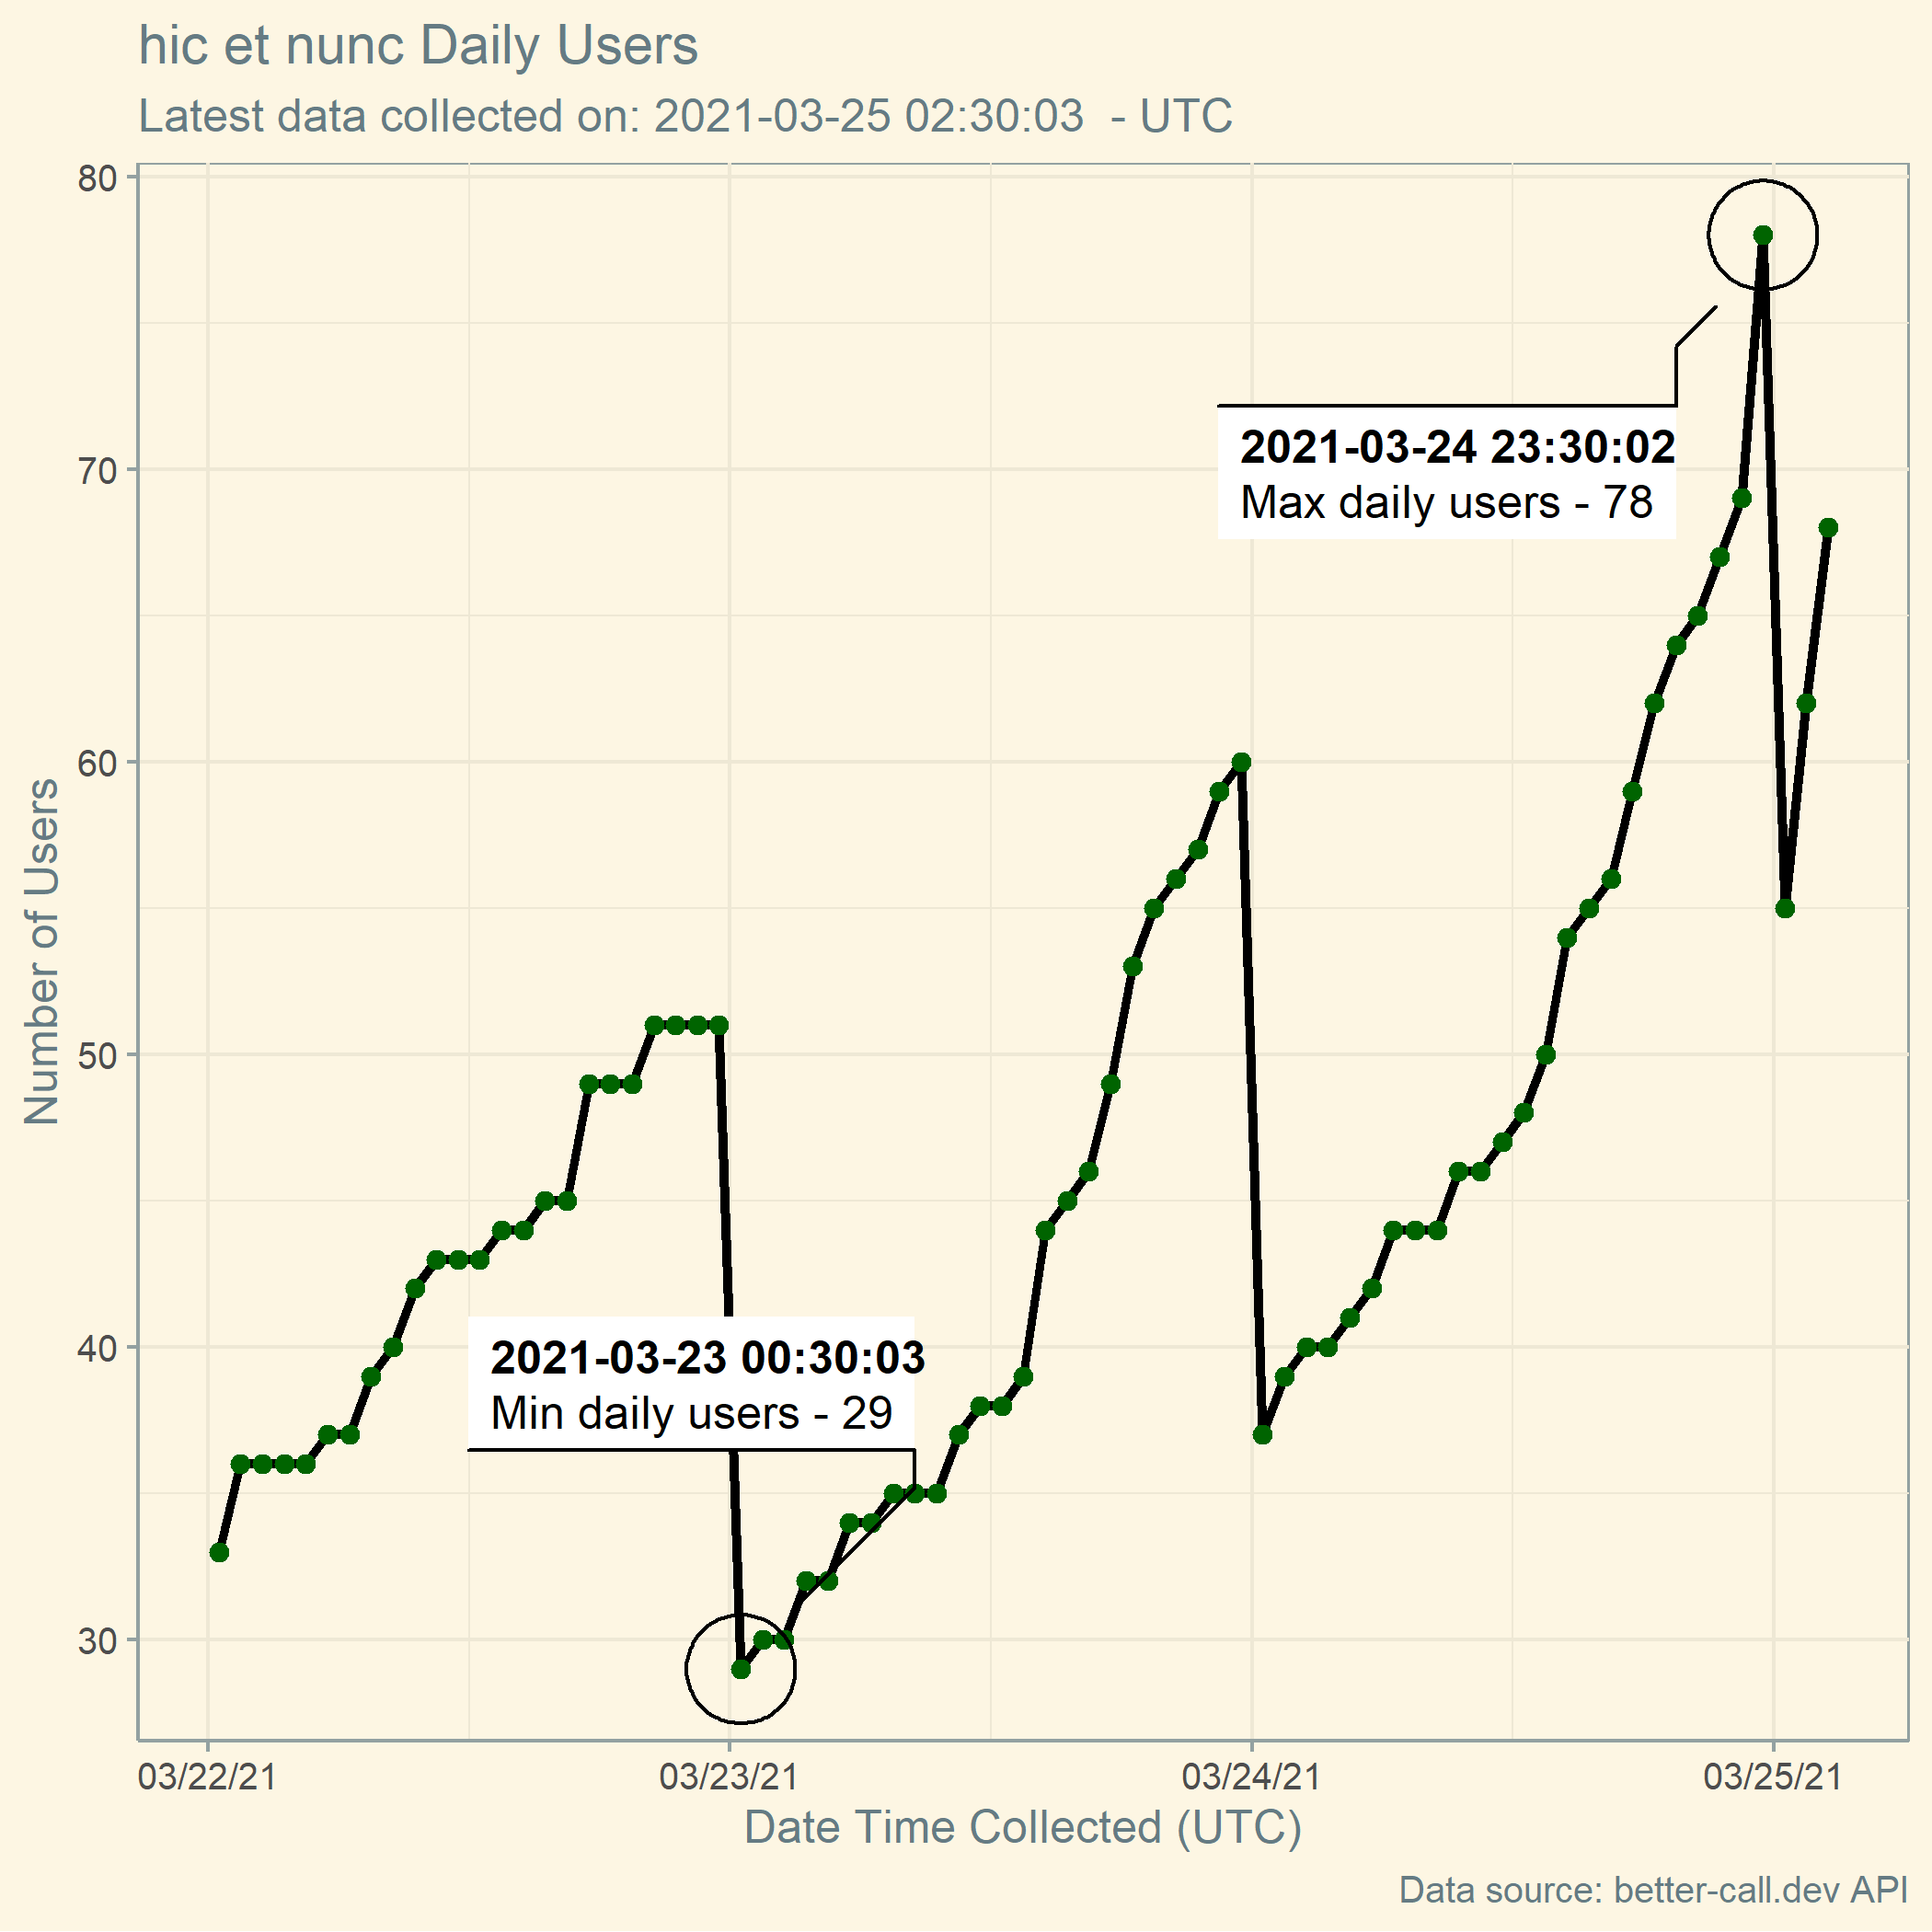 hic et nunc Daily Users
Latest data collected on: 2021-03-25 02:30:03  - UTC
80
70
60
50
40
30
Number of Users
2021-03-24 23:30:02
Max daily users - 78
2021-03-23 00:30:03
Min daily users - 29
03/22/21
03/23/21
03/24/21
03/25/21
Date Time Collected (UTC)
Data source: better-call.dev API